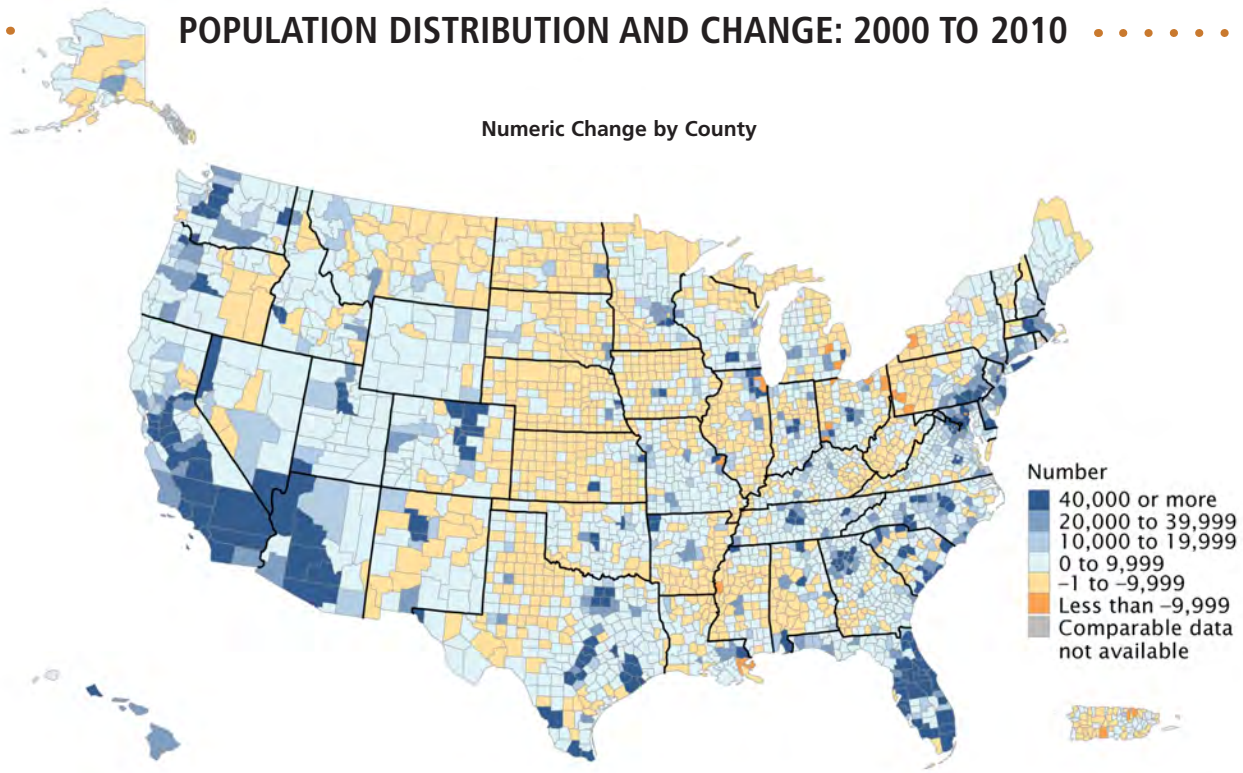 POPULATION DISTRIBUTION AND CHANGE: 2000 TO 2010
Numeric Change by County
Number
40,000 or more
20,000 to 39,999
10,000 to 19,999
0 to 9,999
–1 to –9,999
Less than –9,999
Comparable data
not available